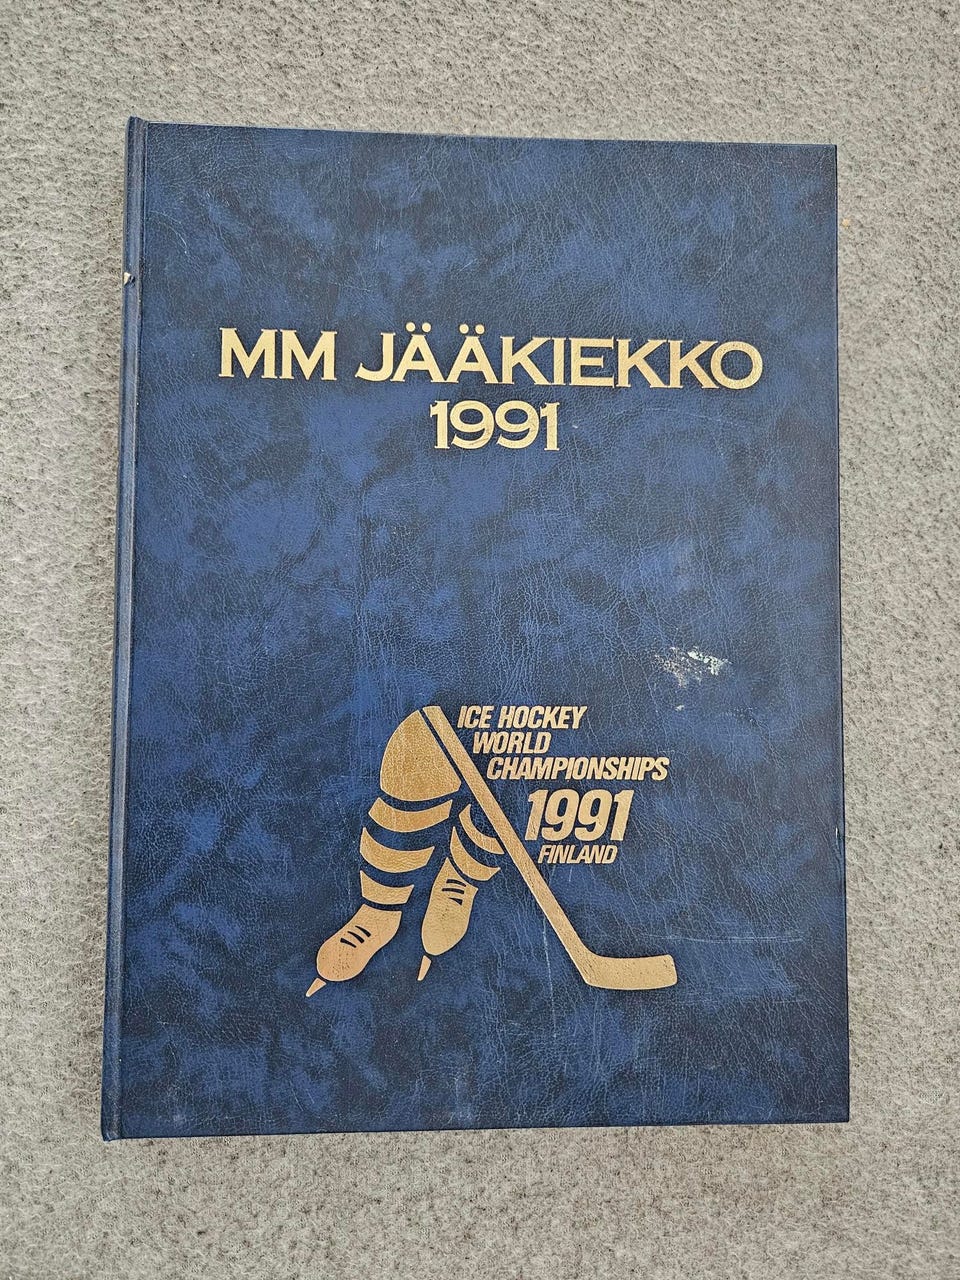 MM JÄÄKIEKKO
1991
ICE HOCKEY
WORLD
CHAMPIONSHIPS
1991
FINLAND